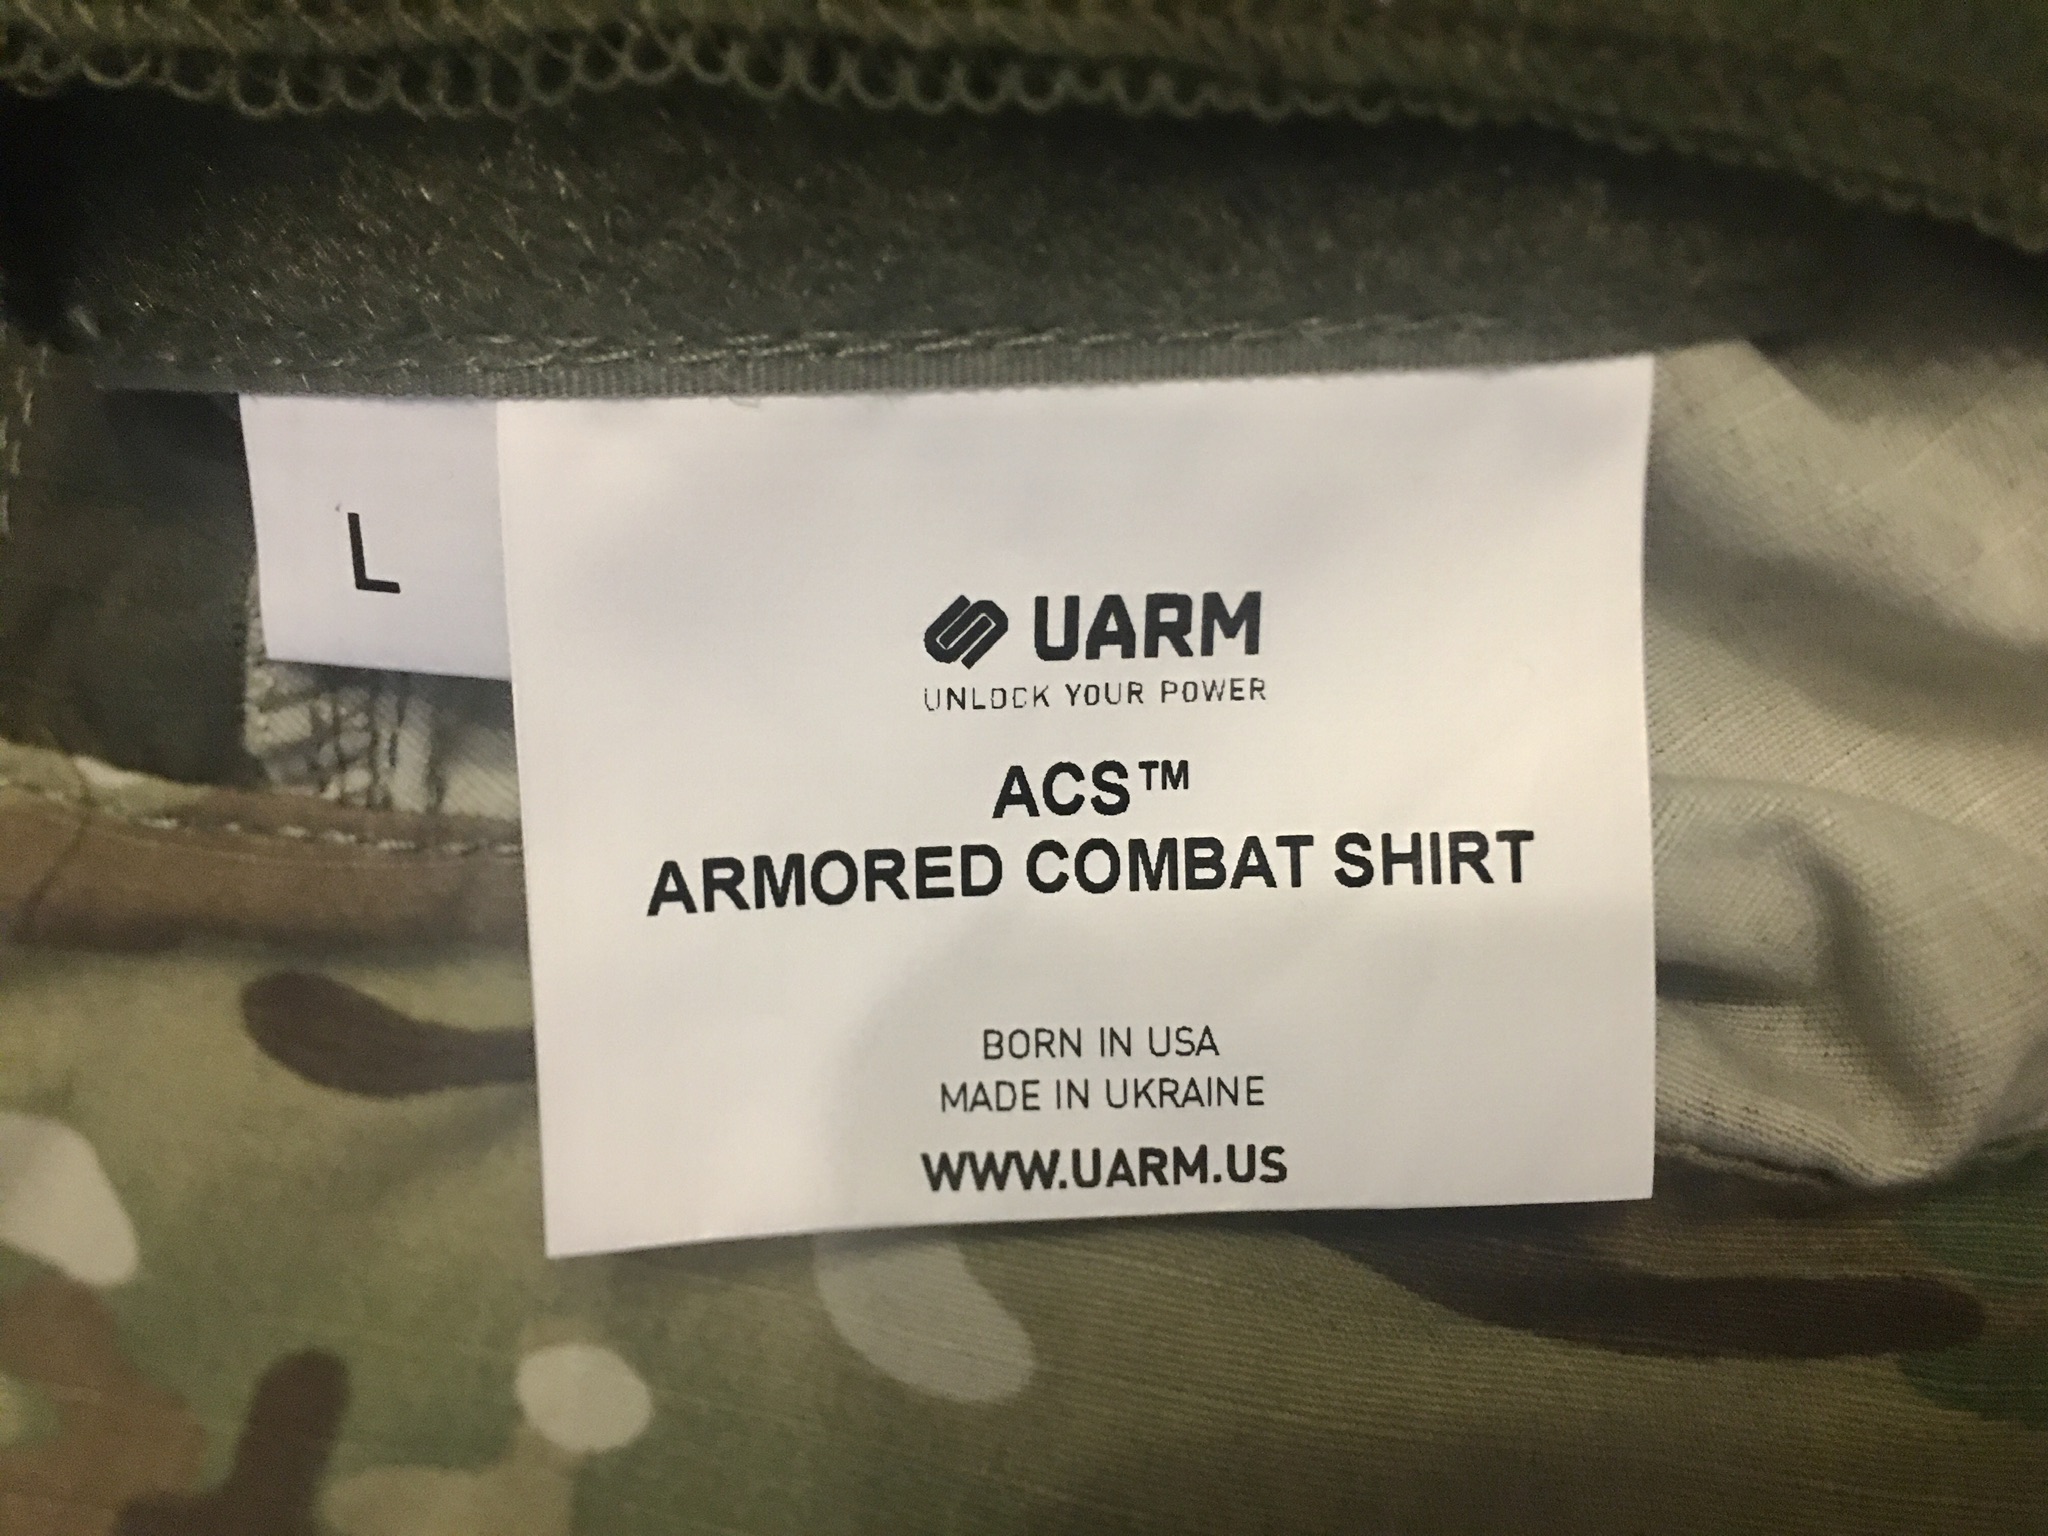 L
UARM
UNLOCK YOUR POWER
ACS™
ARMORED COMBAT SHIRT
BORN IN USA
MADE IN UKRAINE
WWW.UARM.US